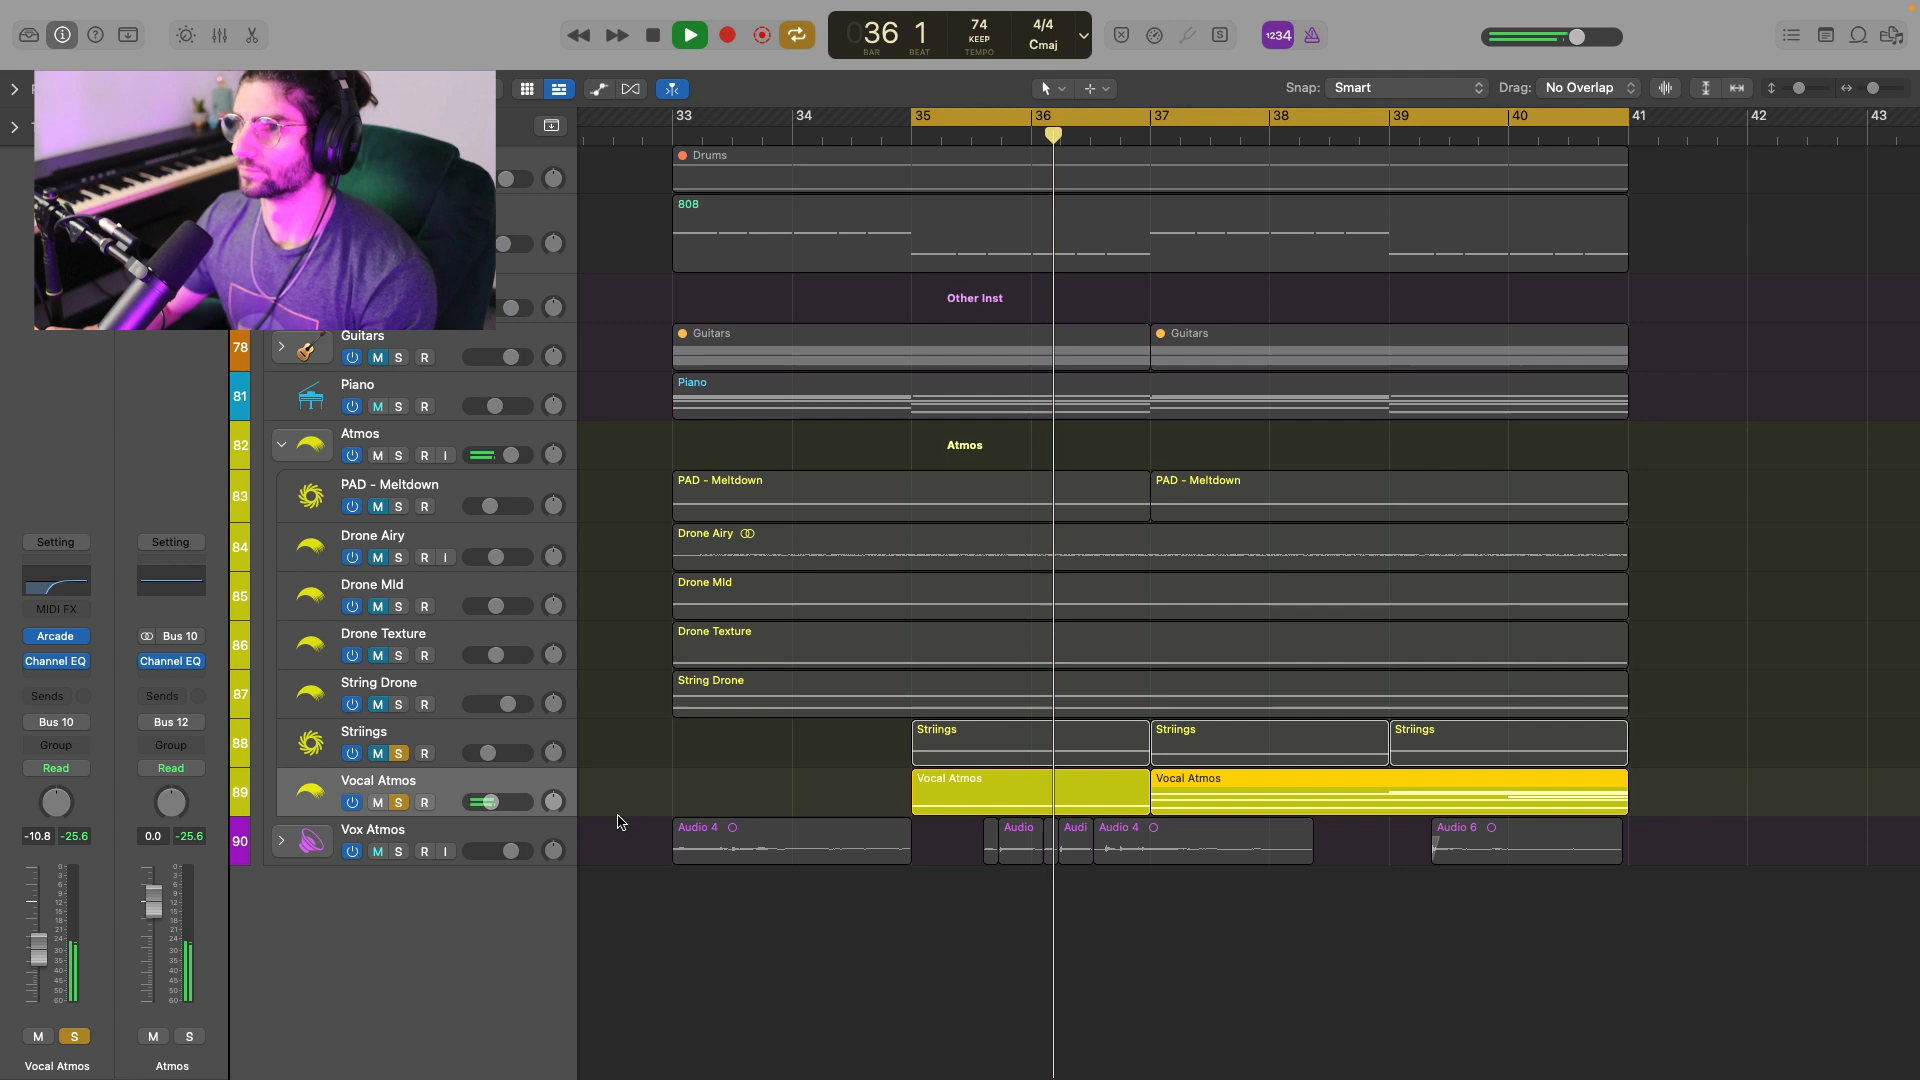 36 1
BAR BEAT
74
KEEP
TEMPO
4/4
Cmaj
1234
Snap: Smart
Drag: No Overlap
33 34 35 36 37 38 39 40 41 42 43
Drums
808
Other Inst
78 Guitars
M S R
Guitars
Guitars
81 Piano
M S R
Piano
82 Atmos
M S R I
Atmos
83 PAD - Meltdown
M S R
PAD - Meltdown
PAD - Meltdown
84 Drone Airy
M S R I
Drone Airy
85 Drone MId
M S R
Drone MId
86 Drone Texture
M S R
Drone Texture
87 String Drone
M S R
String Drone
88 Striings
M S R
Striings
Striings
Striings
89 Vocal Atmos
M S R
Vocal Atmos
Vocal Atmos
90 Vox Atmos
M S R I
Audio 4
Audio
Audi
Audio 4
Audio 6
Setting Setting
MIDI FX
Arcade Bus 10
Channel EQ Channel EQ
Sends Sends
Bus 10 Bus 12
Group Group
Read Read
-10.8 -25.6 0.0 -25.6
M S M S
Vocal Atmos Atmos